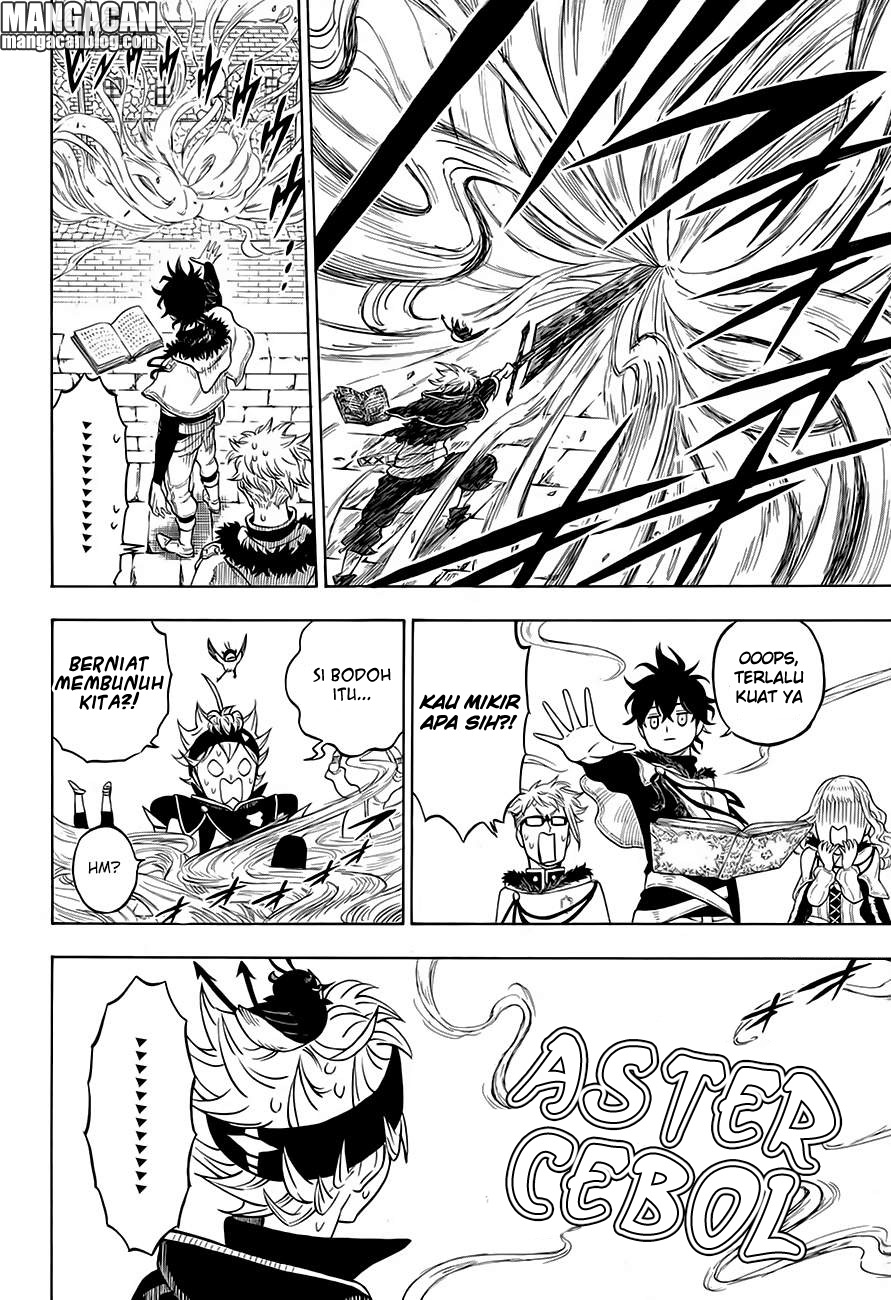 MANGACAN
mangacanblog.com
OOOPS,
TERLALU
KUAT YA
KAU MIKIR
APA SIH?!
SI BODOH
ITU...
BERNIAT
MEMBUNUH
KITA?!
HM?
ASTER
CEBOL